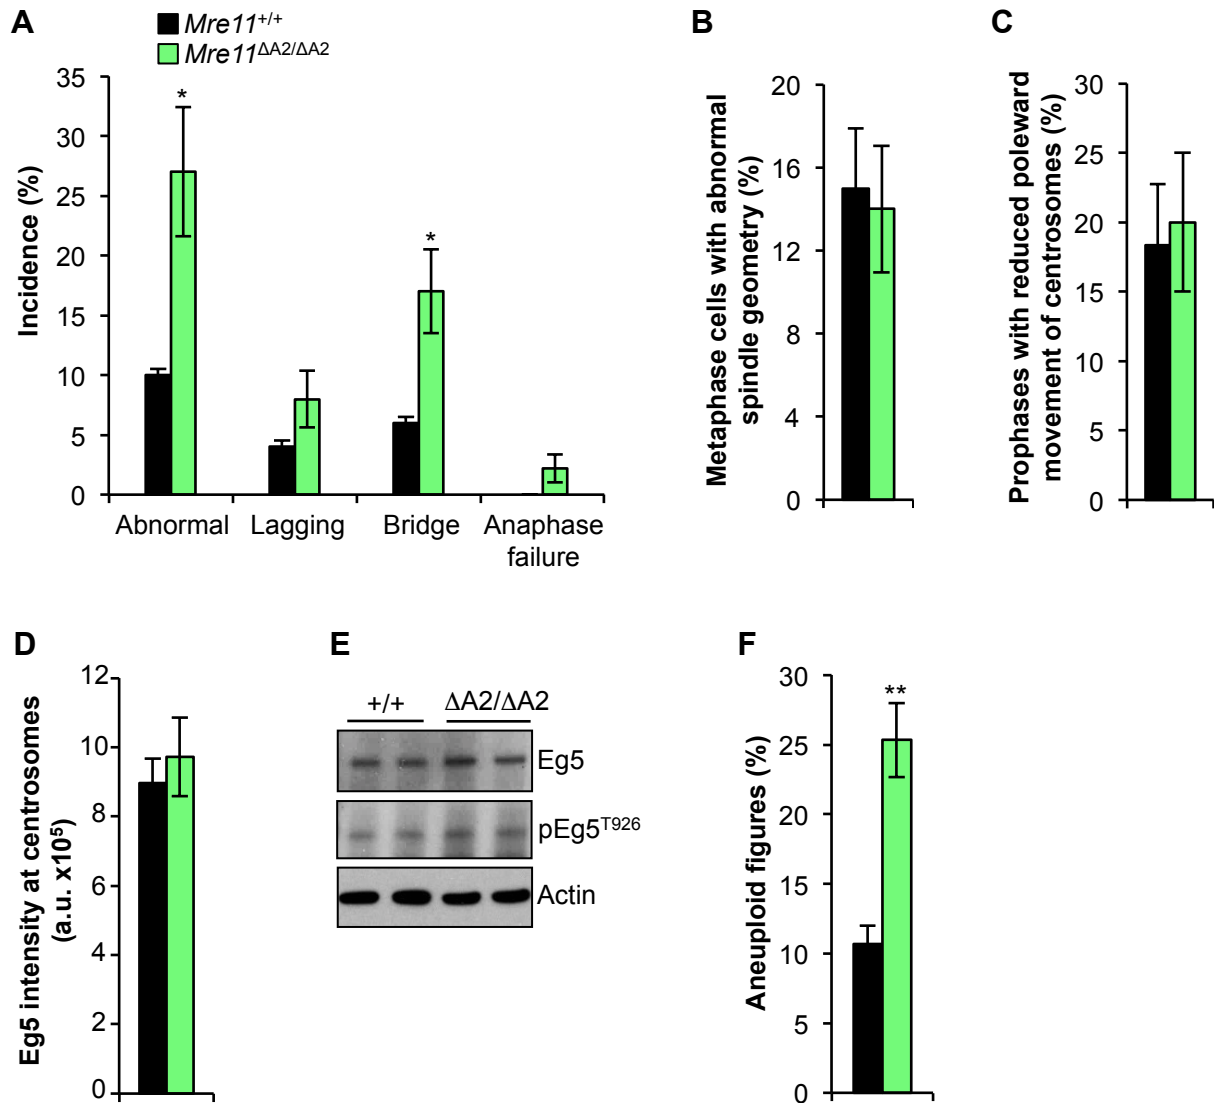 A
Mre11+/+
Mre11ΔA2/ΔA2
Incidence (%)
35
30
25
20
15
10
5
0
*
*
Abnormal
Lagging
Bridge
Anaphase
failure
B
Metaphase cells with abnormal
spindle geometry (%)
20
16
12
8
4
0
C
Prophases with reduced poleward
movement of centrosomes (%)
30
25
20
15
10
5
0
D
Eg5 intensity at centrosomes
(a.u. x10⁵)
12
10
8
6
4
2
0
E
+/+
ΔA2/ΔA2
Eg5
pEg5T926
Actin
F
Aneuploid figures (%)
30
25
20
15
10
5
0
**